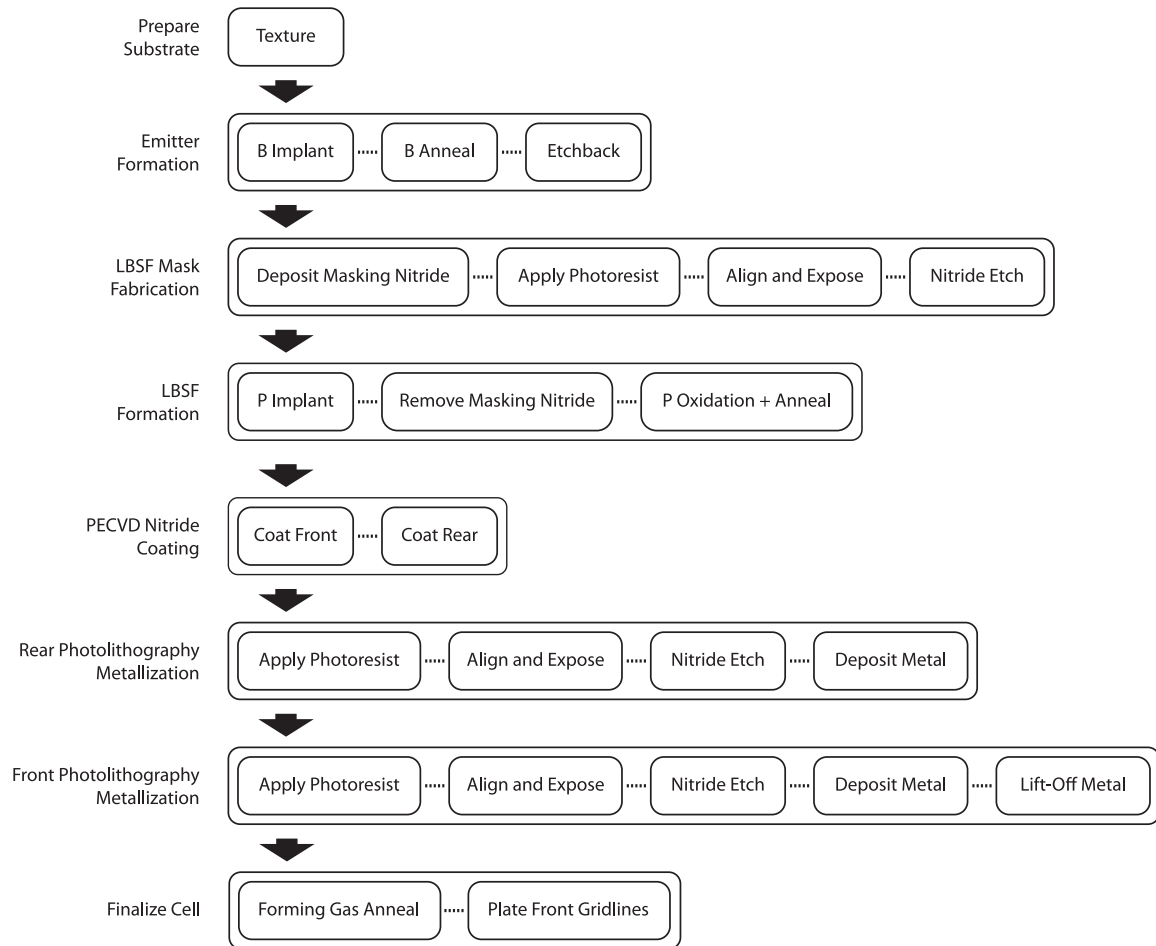 Prepare
Substrate
Texture
Emitter
Formation
B Implant
B Anneal
Etchback
LBSF Mask
Fabrication
Deposit Masking Nitride
Apply Photoresist
Align and Expose
Nitride Etch
LBSF
Formation
P Implant
Remove Masking Nitride
P Oxidation + Anneal
PECVD Nitride
Coating
Coat Front
Coat Rear
Rear Photolithography
Metallization
Apply Photoresist
Align and Expose
Nitride Etch
Deposit Metal
Front Photolithography
Metallization
Apply Photoresist
Align and Expose
Nitride Etch
Deposit Metal
Lift-Off Metal
Finalize Cell
Forming Gas Anneal
Plate Front Gridlines